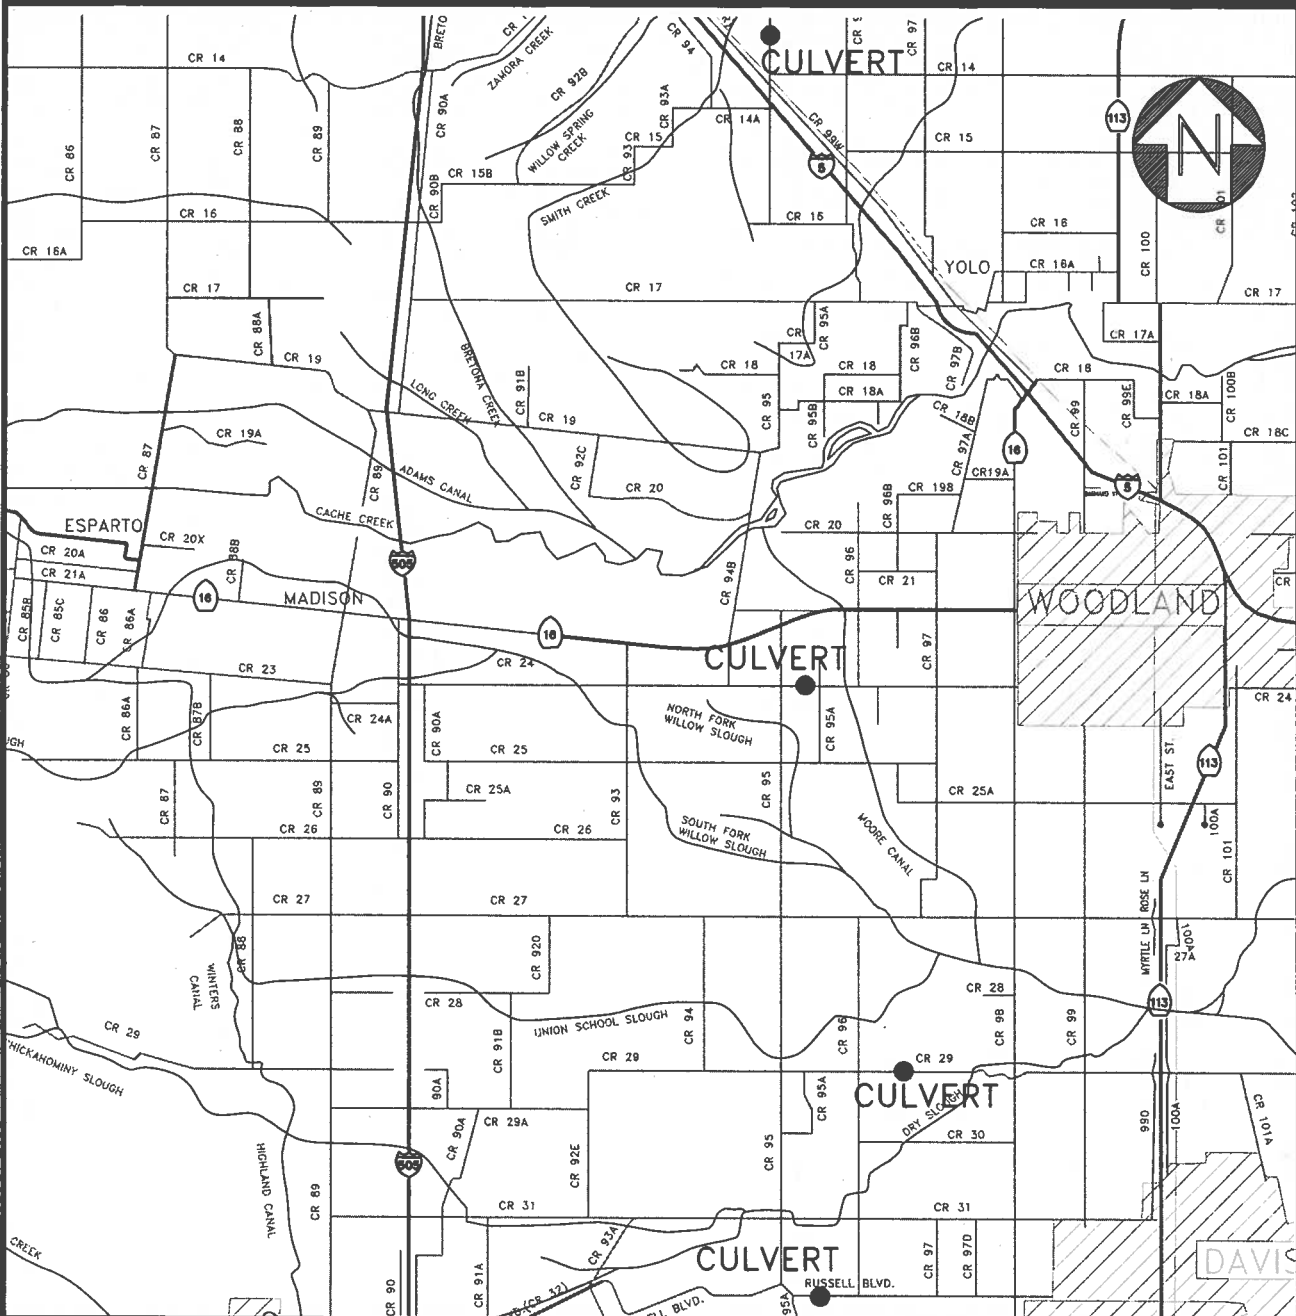 BRETO
ZAMORA CREEK
CR 94
CR 97
CULVERT
CR 14
CR 14
CR 92B
CR 90A
CR 93A
113
N
CR 86
CR 87
CR 88
CR 89
WILLOW SPRING
CREEK
CR 15
CR 93
CR 14A
CR 99W
5
CR 15
CR 15B
CR 90B
SMITH CREEK
CR 16
CR 16
CR 16
CR 100
CR 16A
YOLO
CR 16A
CR 17
CR 17
CR 17
CR 88A
CR 19
BRETONA CREEK
LONG CREEK
CR 91B
CR 19
CR
17A
CR 95A
CR 18
CR 18
CR 18A
CR 96B
CR 97B
CR 17A
CR 18
CR 99
CR 99E
CR 18A
CR 100B
CR 95
CR 95B
CR 18B
CR 18C
CR 19A
CR 87
CR 89
ADAMS CANAL
CR 92C
CR 20
CR 97A
16
CR19A
CR 101
5
CACHE CREEK
CR 96B
CR 19B
CR 20
ESPARTO
CR 20X
CR 20A
CR 21A
505
CR 94B
CR 96
CR 21
CR 85B
CR 85C
CR 86
CR 86A
16
MADISON
16
WOODLAND
CR
CR 97
CR 23
CR 24
CULVERT
CR 24
CR 86A
CR 87B
CR 24A
CR 90A
NORTH FORK
WILLOW SLOUGH
CR 95A
EAST ST.
113
CR 25
CR 25
CR 25A
CR 25A
CR 87
CR 89
CR 90
CR 93
CR 95
CR 26
CR 26
SOUTH FORK
WILLOW SLOUGH
MOORE CANAL
100A
CR 101
CR 27
CR 27
MYRTLE LN
ROSE LN
CR 88
CR 92D
100A
27A
WINTERS
CANAL
CR 28
CR 28
113
CR 29
CR 91B
UNION SCHOOL SLOUGH
CR 94
CR 96
CR 98
CR 99
CR 29
CR 29
HICKAHOMINY SLOUGH
90A
CR 95A
CULVERT
DRY SLOUGH
CR 29A
CR 90A
CR 30
99D
100A
CR 101A
HIGHLAND CANAL
505
CR 92E
CR 95
CR 89
CR 31
CR 31
CREEK
CR 93A
CULVERT
CR 97
CR 97D
DAVIS
CR 90
CR 91A
(CR 32)
RUSSELL BLVD.
LL BLVD.
95A